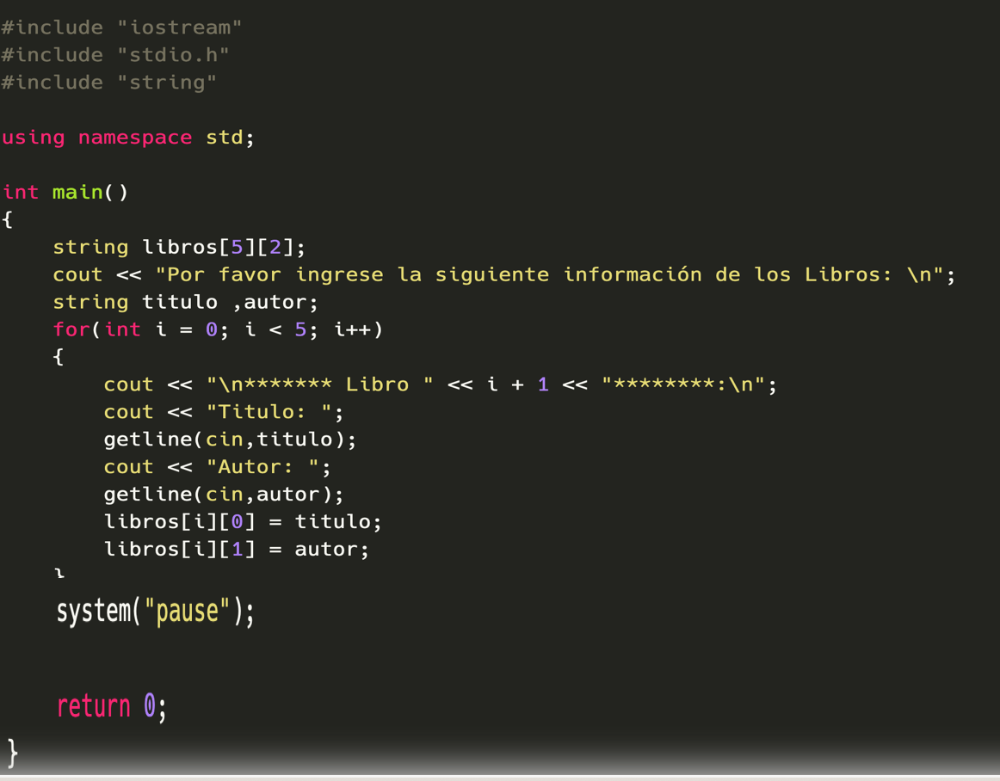 #include "iostream"
#include "stdio.h"
#include "string"
using namespace std;
int main()
{
string libros[5][2];
cout << "Por favor ingrese la siguiente información de los Libros: \n";
string titulo ,autor;
for(int i = 0; i < 5; i++)
{
cout << "\n******* Libro " << i + 1 << "********:\n";
cout << "Titulo: ";
getline(cin,titulo);
cout << "Autor: ";
getline(cin,autor);
libros[i][0] = titulo;
libros[i][1] = autor;
}
system("pause");
return 0;
}